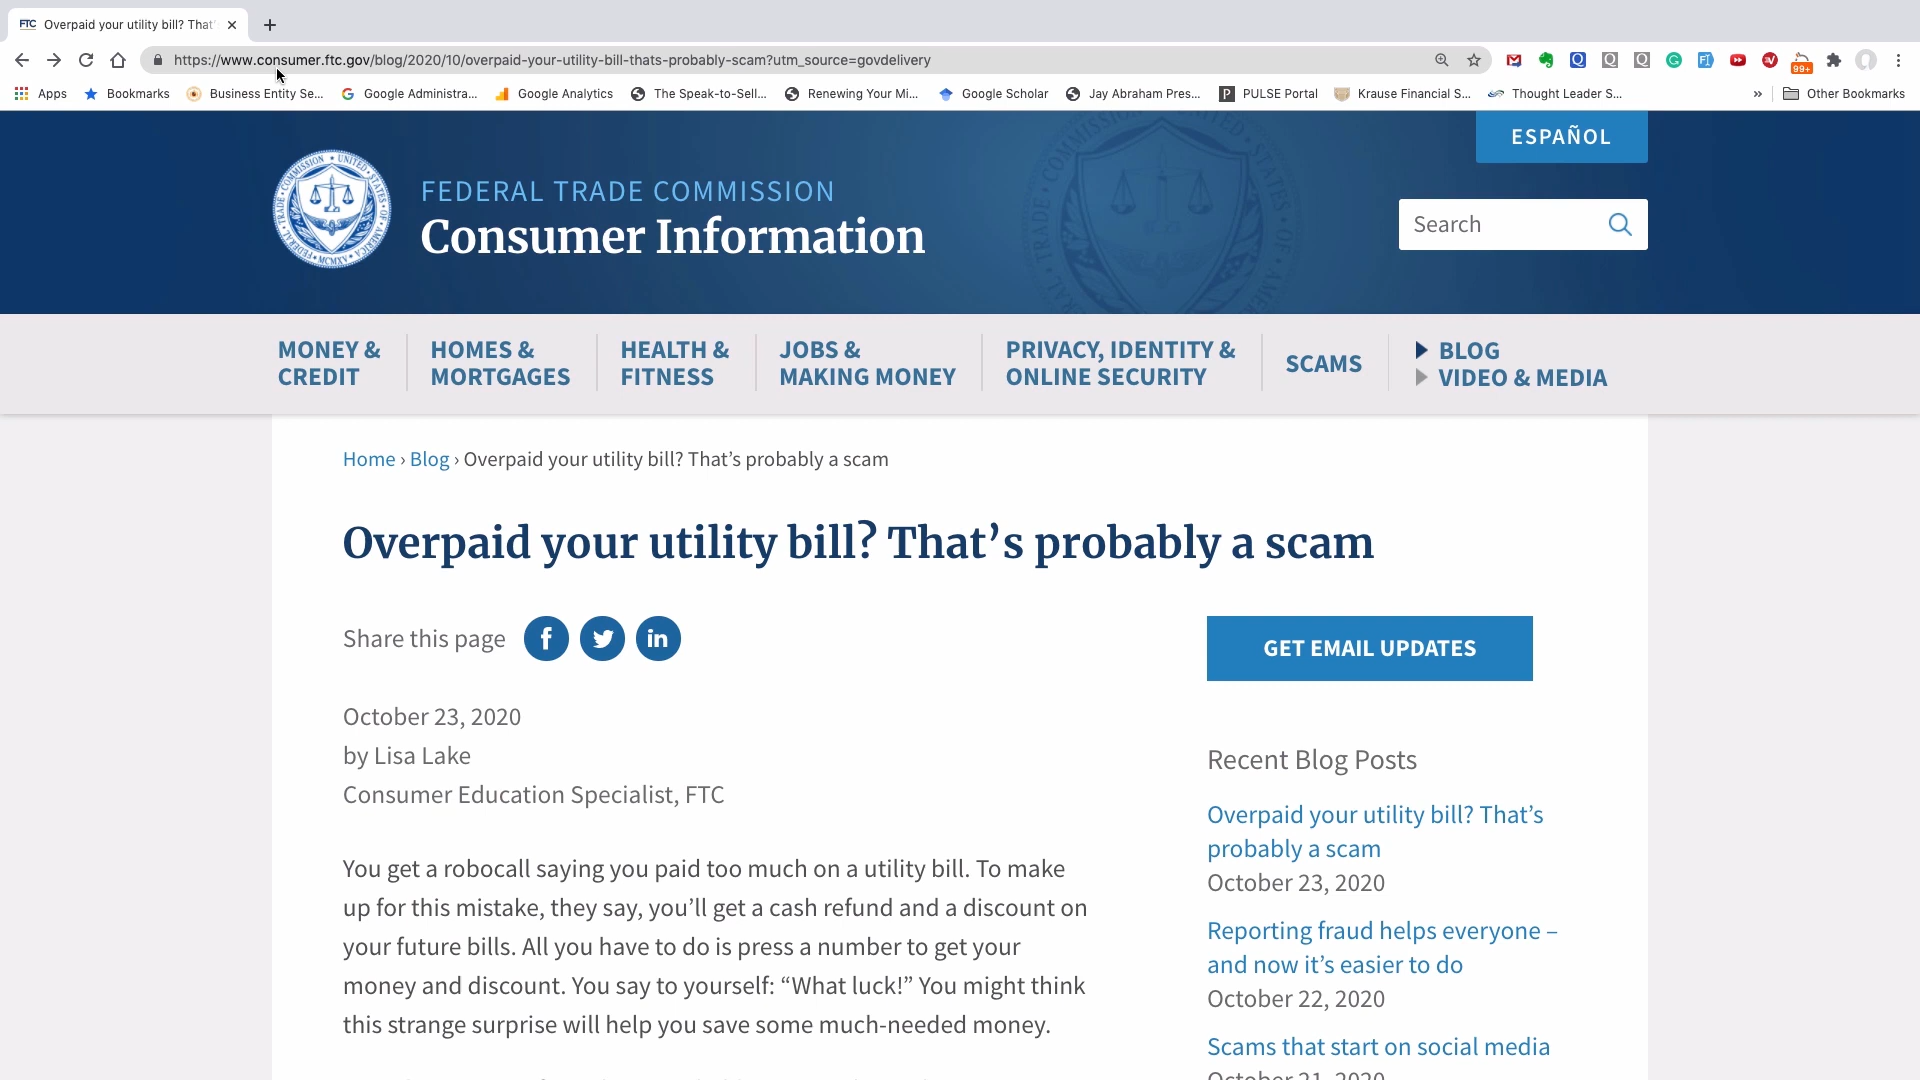 FTC Overpaid your utility bill? That'
https://www.consumer.ftc.gov/blog/2020/10/overpaid-your-utility-bill-thats-probably-scam?utm_source=govdelivery
99+
Apps Bookmarks Business Entity Se... Google Administra... Google Analytics The Speak-to-Sell... Renewing Your Mi... Google Scholar Jay Abraham Pres... PULSE Portal Krause Financial S... Thought Leader S... » Other Bookmarks
ESPAÑOL
FEDERAL TRADE COMMISSION
Consumer Information
Search
MONEY &
CREDIT
HOMES &
MORTGAGES
HEALTH &
FITNESS
JOBS &
MAKING MONEY
PRIVACY, IDENTITY &
ONLINE SECURITY
SCAMS
BLOG
VIDEO & MEDIA
Home › Blog › Overpaid your utility bill? That’s probably a scam
Overpaid your utility bill? That’s probably a scam
Share this page
October 23, 2020
by Lisa Lake
Consumer Education Specialist, FTC
You get a robocall saying you paid too much on a utility bill. To make
up for this mistake, they say, you’ll get a cash refund and a discount on
your future bills. All you have to do is press a number to get your
money and discount. You say to yourself: “What luck!” You might think
this strange surprise will help you save some much-needed money.
GET EMAIL UPDATES
Recent Blog Posts
Overpaid your utility bill? That’s
probably a scam
October 23, 2020
Reporting fraud helps everyone –
and now it’s easier to do
October 22, 2020
Scams that start on social media
October 21, 2020